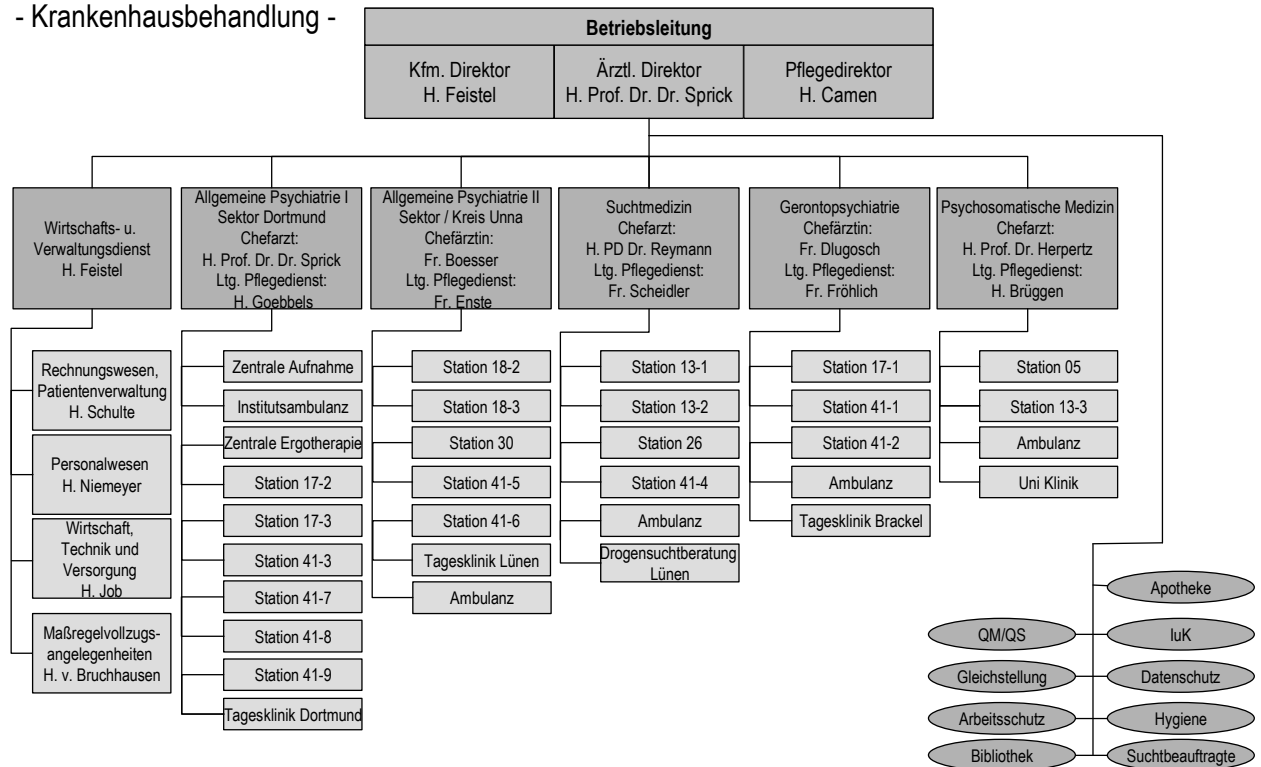 - Krankenhausbehandlung -
Betriebsleitung
Kfm. Direktor
H. Feistel
Ärztl. Direktor
H. Prof. Dr. Dr. Sprick
Pflegedirektor
H. Camen
Wirtschafts- u.
Verwaltungsdienst
H. Feistel
Allgemeine Psychiatrie I
Sektor Dortmund
Chefarzt:
H. Prof. Dr. Dr. Sprick
Ltg. Pflegedienst:
H. Goebbels
Allgemeine Psychiatrie II
Sektor / Kreis Unna
Chefärztin:
Fr. Boesser
Ltg. Pflegedienst:
Fr. Enste
Suchtmedizin
Chefarzt:
H. PD Dr. Reymann
Ltg. Pflegedienst:
Fr. Scheidler
Gerontopsychiatrie
Chefärztin:
Fr. Dlugosch
Ltg. Pflegedienst:
Fr. Fröhlich
Psychosomatische Medizin
Chefarzt:
H. Prof. Dr. Herpertz
Ltg. Pflegedienst:
H. Brüggen
Rechnungswesen,
Patientenverwaltung
H. Schulte
Personalwesen
H. Niemeyer
Wirtschaft,
Technik und
Versorgung
H. Job
Maßregelvollzugs-
angelegenheiten
H. v. Bruchhausen
Zentrale Aufnahme
Institutsambulanz
Zentrale Ergotherapie
Station 17-2
Station 17-3
Station 41-3
Station 41-7
Station 41-8
Station 41-9
Tagesklinik Dortmund
Station 18-2
Station 18-3
Station 30
Station 41-5
Station 41-6
Tagesklinik Lünen
Ambulanz
Station 13-1
Station 13-2
Station 26
Station 41-4
Ambulanz
Drogensuchtberatung
Lünen
Station 17-1
Station 41-1
Station 41-2
Ambulanz
Tagesklinik Brackel
Station 05
Station 13-3
Ambulanz
Uni Klinik
Apotheke
QM/QS
IuK
Gleichstellung
Datenschutz
Arbeitsschutz
Hygiene
Bibliothek
Suchtbeauftragte